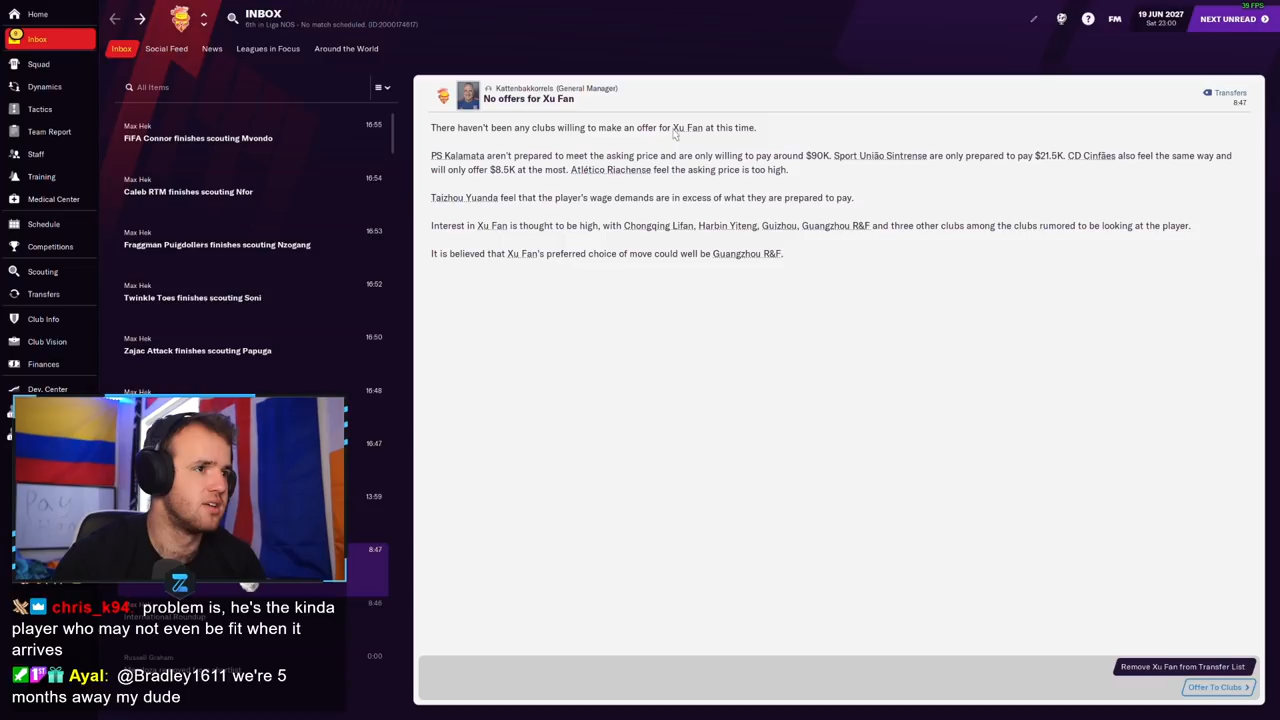 39 FPS
Home
INBOX
6th in Liga NOS - No match scheduled. (ID:2000174617)
FM
19 JUN 2027
Sat 23:00
NEXT UNREAD
9
Inbox
Inbox
Social Feed
News
Leagues in Focus
Around the World
Squad
Dynamics
Tactics
Team Report
Staff
Training
Medical Center
Schedule
Competitions
Scouting
Transfers
Club Info
Club Vision
Finances
Dev. Center
All Items
Max Hek
16:55
FiFA Connor finishes scouting Mvondo
Max Hek
16:54
Caleb RTM finishes scouting Nfor
Max Hek
16:53
Fraggman Puigdollers finishes scouting Nzogang
Max Hek
16:52
Twinkle Toes finishes scouting Soni
Max Hek
16:50
Zajac Attack finishes scouting Papuga
Max Hek
16:48
16:47
13:59
8:47
8:46
International Roundup
Russell Graham
0:00
Kattenbakkorrels (General Manager)
No offers for Xu Fan
Transfers
8:47
There haven't been any clubs willing to make an offer for Xu Fan at this time.
PS Kalamata aren't prepared to meet the asking price and are only willing to pay around $90K. Sport União Sintrense are only prepared to pay $21.5K. CD Cinfães also feel the same way and
will only offer $8.5K at the most. Atlético Riachense feel the asking price is too high.
Taizhou Yuanda feel that the player's wage demands are in excess of what they are prepared to pay.
Interest in Xu Fan is thought to be high, with Chongqing Lifan, Harbin Yiteng, Guizhou, Guangzhou R&F and three other clubs among the clubs rumored to be looking at the player.
It is believed that Xu Fan's preferred choice of move could well be Guangzhou R&F.
Remove Xu Fan from Transfer List
Offer To Clubs
Pay
chris_k94: problem is, he's the kinda
player who may not even be fit when it
arrives
Ayal: @Bradley1611 we're 5
months away my dude